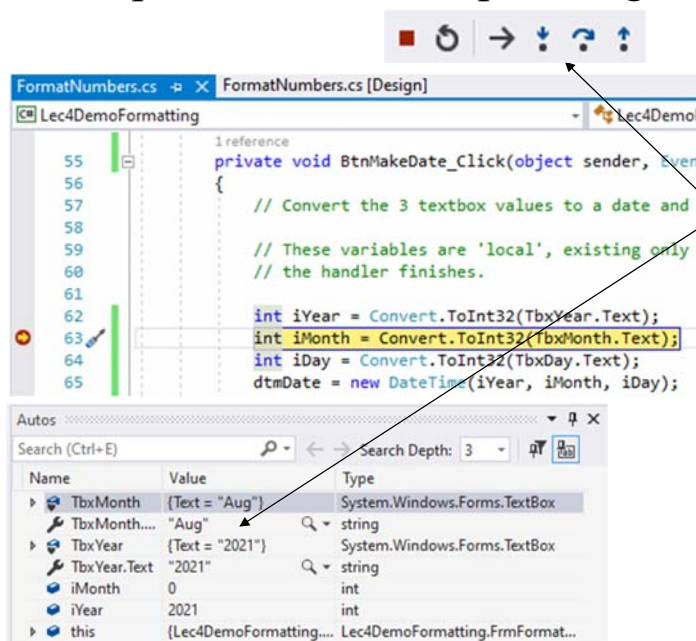 FormatNumbers.cs FormatNumbers.cs [Design]
C# Lec4DemoFormatting
1 reference
55 private void BtnMakeDate_Click(object sender,
56 {
57 // Convert the 3 textbox values to a date and
58
59 // These variables are 'local', existing only
60 // the handler finishes.
61
62 int iYear = Convert.ToInt32(TbxYear.Text);
63 int iMonth = Convert.ToInt32(TbxMonth.Text);
64 int iDay = Convert.ToInt32(TbxDay.Text);
65 dtmDate = new DateTime(iYear, iMonth, iDay);
Autos
Search (Ctrl+E) Search Depth: 3
Name Value Type
TbxMonth {Text = "Aug"} System.Windows.Forms.TextBox
TbxMonth.... "Aug" string
TbxYear {Text = "2021"} System.Windows.Forms.TextBox
TbxYear.Text "2021" string
iMonth 0 int
iYear 2021 int
this {Lec4DemoFormatting.... Lec4DemoFormatting.FrmFormat...